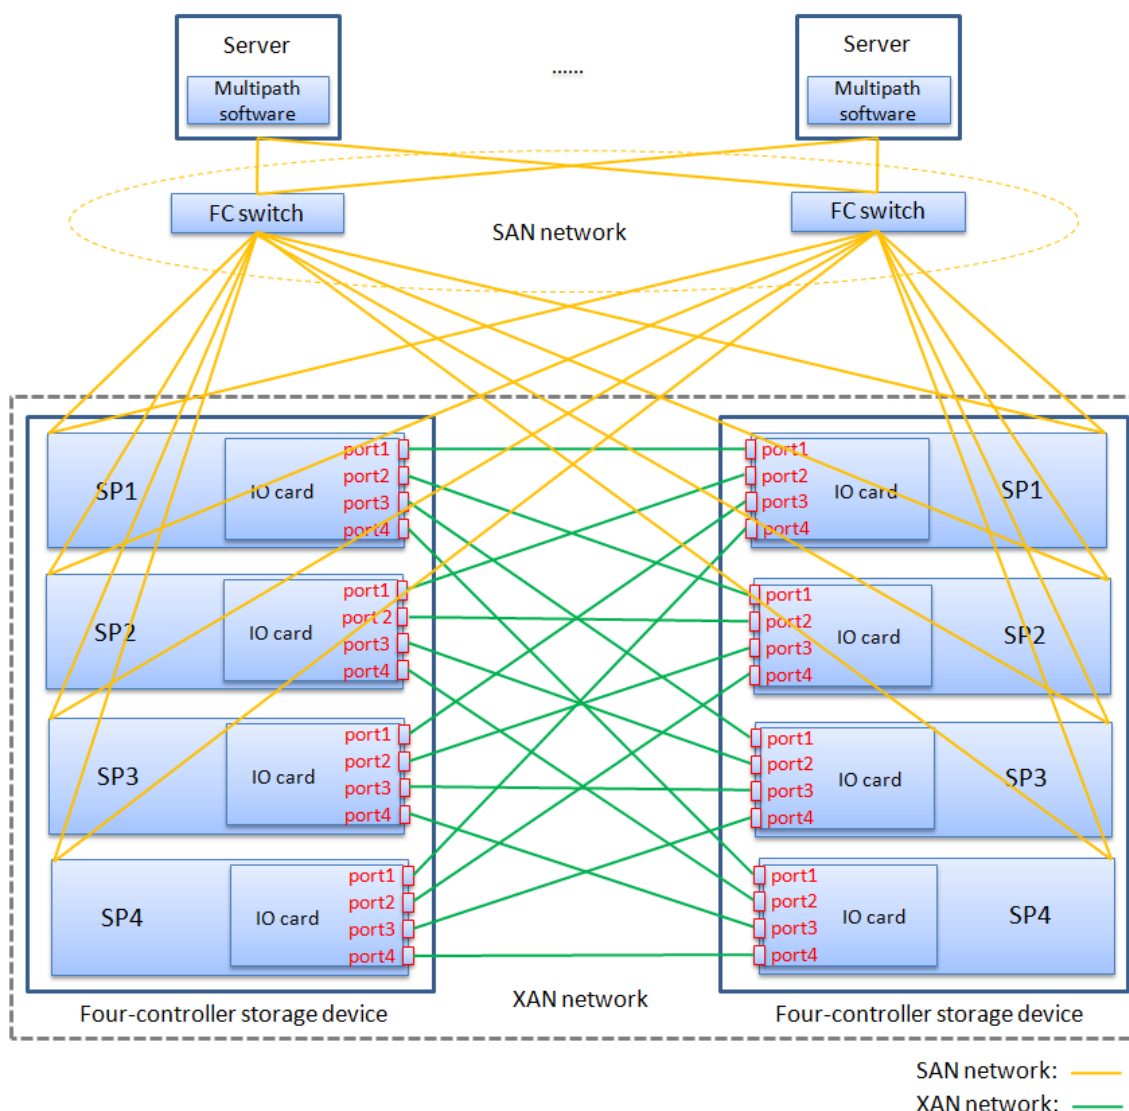 Server
Multipath
software
......
Server
Multipath
software
FC switch
SAN network
FC switch
SP1
IO card
port1
port2
port3
port4
port1
port2
port3
port4
IO card
SP1
SP2
IO card
port1
port 2
port3
port4
port1
port2
port3
port4
IO card
SP2
SP3
IO card
port1
port2
port3
port4
port1
port2
port3
port4
IO card
SP3
SP4
IO card
port1
port2
port3
port4
port1
port2
port3
port4
IO card
SP4
XAN network
Four-controller storage device
Four-controller storage device
SAN network:
XAN network: